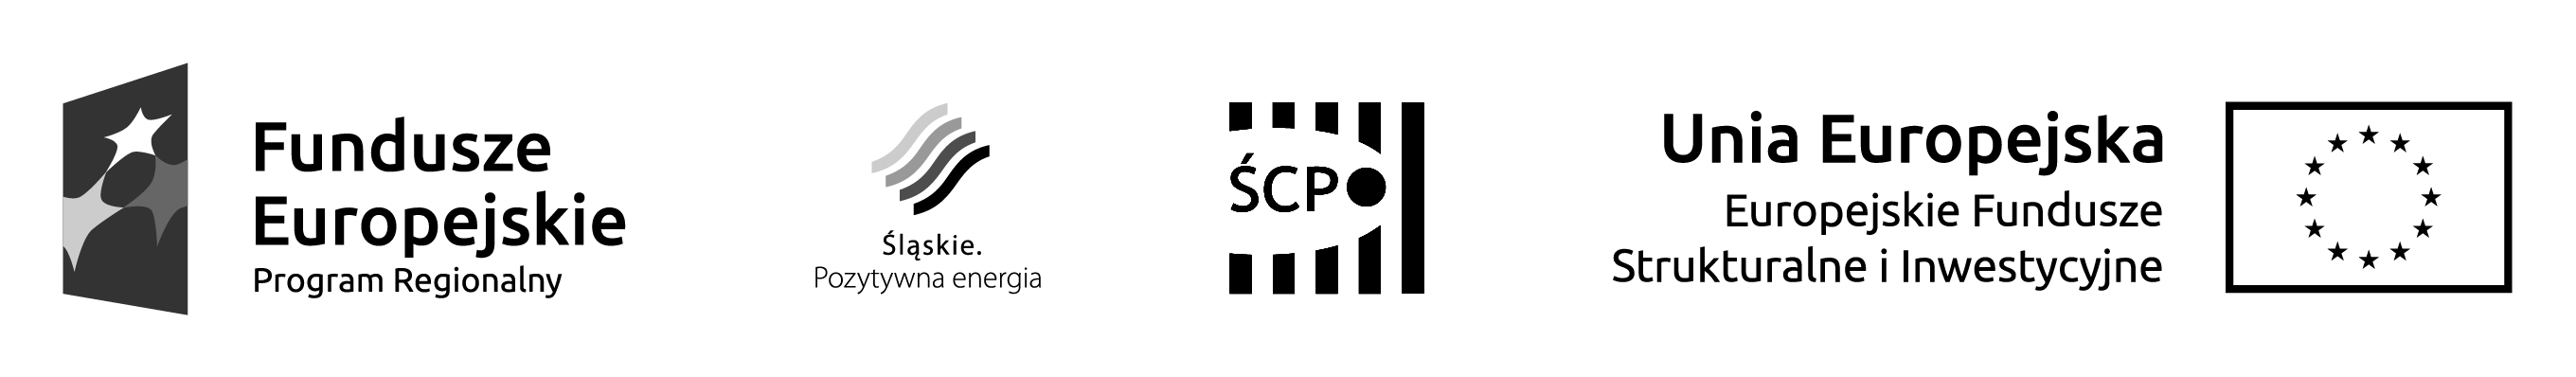 Fundusze
Europejskie
Program Regionalny
Śląskie.
Pozytywna energia
ŚCP
Unia Europejska
Europejskie Fundusze
Strukturalne i Inwestycyjne